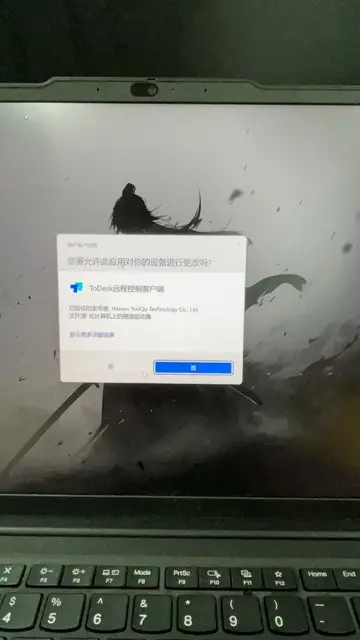 用户帐户控制
你要允许此应用对你的设备进行更改吗?
ToDesk远程控制客户端
已验证的发布者: Hainan YouQu Technology Co., Ltd
文件源: 此计算机上的硬盘驱动器
显示更多详细信息
是
否
F4 F5 F6 F7 Mode F8 F9 PrtSc F10 F11 F12 Home End
$ % ^ & * ( ) —
4 5 6 7 8 9 0 -